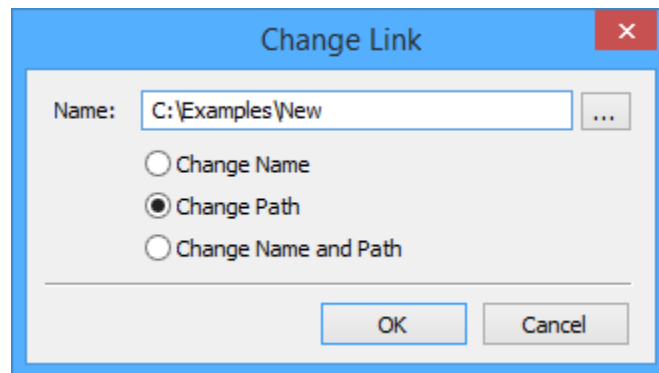 Change Link
Name: C:\Examples\New ...
Change Name
Change Path
Change Name and Path
OK Cancel